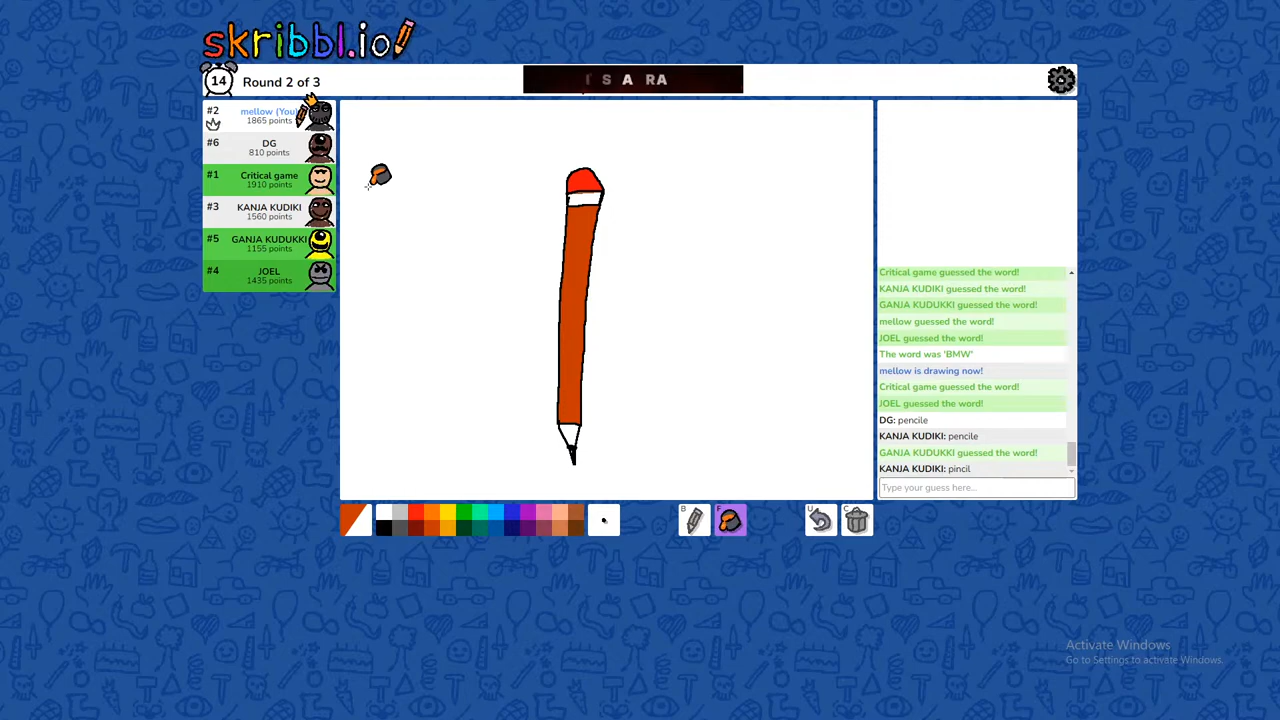 skribbl.io
14
Round 2 of 3
S A RA
#2
mellow (You)
1865 points
#6
DG
810 points
#1
Critical game
1910 points
#3
KANJA KUDIKI
1560 points
#5
GANJA KUDUKKI
1155 points
#4
JOEL
1435 points
Critical game guessed the word!
KANJA KUDIKI guessed the word!
GANJA KUDUKKI guessed the word!
mellow guessed the word!
JOEL guessed the word!
The word was 'BMW'
mellow is drawing now!
Critical game guessed the word!
JOEL guessed the word!
DG: pencile
KANJA KUDIKI: pencile
GANJA KUDUKKI guessed the word!
KANJA KUDIKI: pincil
Type your guess here...
B
F
U
C
Activate Windows
Go to Settings to activate Windows.